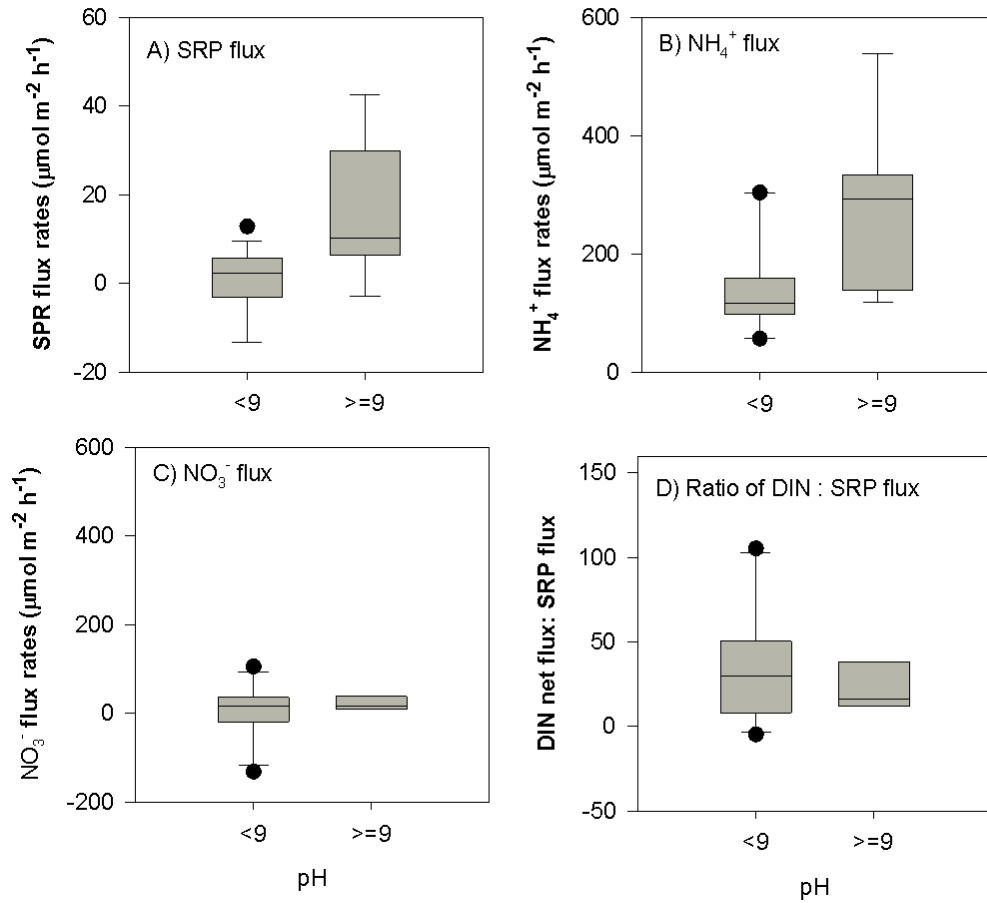 A) SRP flux
SPR flux rates (μmol m⁻² h⁻¹)
60
40
20
0
-20
<9
>=9
B) NH₄⁺ flux
NH₄⁺ flux rates (μmol m⁻² h⁻¹)
600
400
200
0
<9
>=9
C) NO₃⁻ flux
NO₃⁻ flux rates (μmol m⁻² h⁻¹)
600
400
200
0
-200
<9
>=9
pH
D) Ratio of DIN : SRP flux
DIN net flux: SRP flux
150
100
50
0
-50
<9
>=9
pH